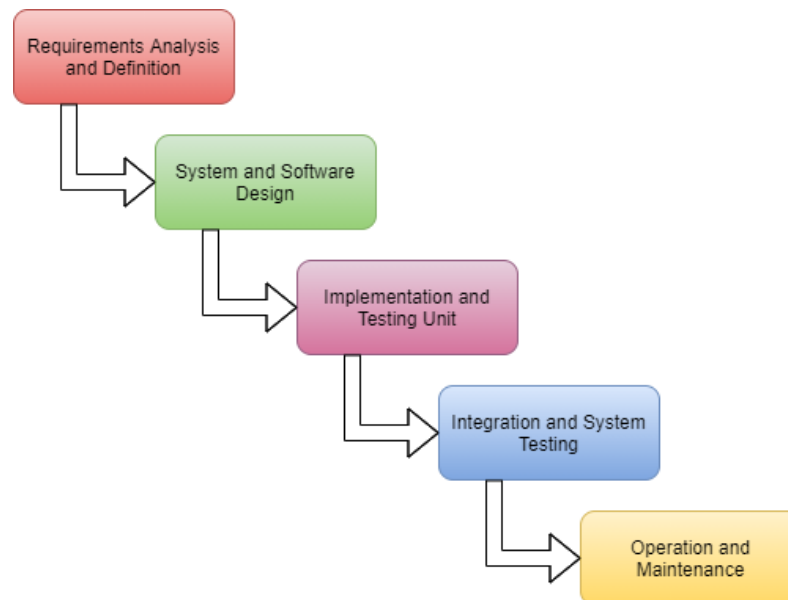 Requirements Analysis
and Definition
System and Software
Design
Implementation and
Testing Unit
Integration and System
Testing
Operation and
Maintenance